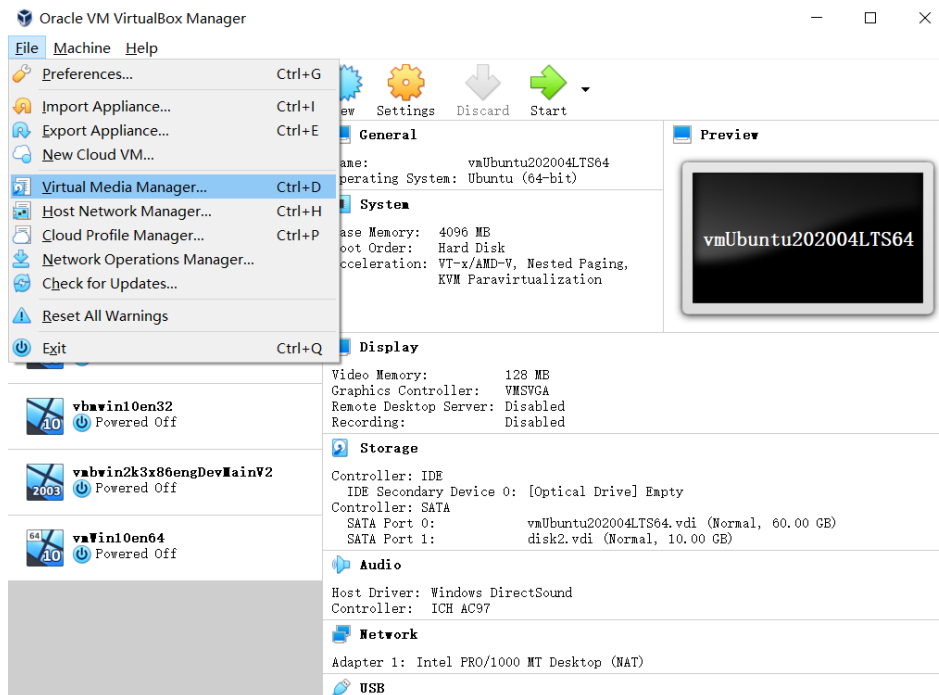 Oracle VM VirtualBox Manager
File Machine Help
Preferences... Ctrl+G
Import Appliance... Ctrl+I
Export Appliance... Ctrl+E
New Cloud VM...
Virtual Media Manager... Ctrl+D
Host Network Manager... Ctrl+H
Cloud Profile Manager... Ctrl+P
Network Operations Manager...
Check for Updates...
Reset All Warnings
Exit Ctrl+Q
ew Settings Discard Start
General
ame: vmUbuntu202004LTS64
perating System: Ubuntu (64-bit)
System
ase Memory: 4096 MB
oot Order: Hard Disk
cceleration: VT-x/AMD-V, Nested Paging,
KVM Paravirtualization
Preview
vmUbuntu202004LTS64
10
vbmwin10en32
Powered Off
2003
vmbwin2k3x86engDevMainV2
Powered Off
64
10
vmWin10en64
Powered Off
Display
Video Memory: 128 MB
Graphics Controller: VMSVGA
Remote Desktop Server: Disabled
Recording: Disabled
Storage
Controller: IDE
IDE Secondary Device 0: [Optical Drive] Empty
Controller: SATA
SATA Port 0: vmUbuntu202004LTS64.vdi (Normal, 60.00 GB)
SATA Port 1: disk2.vdi (Normal, 10.00 GB)
Audio
Host Driver: Windows DirectSound
Controller: ICH AC97
Network
Adapter 1: Intel PRO/1000 MT Desktop (NAT)
USB